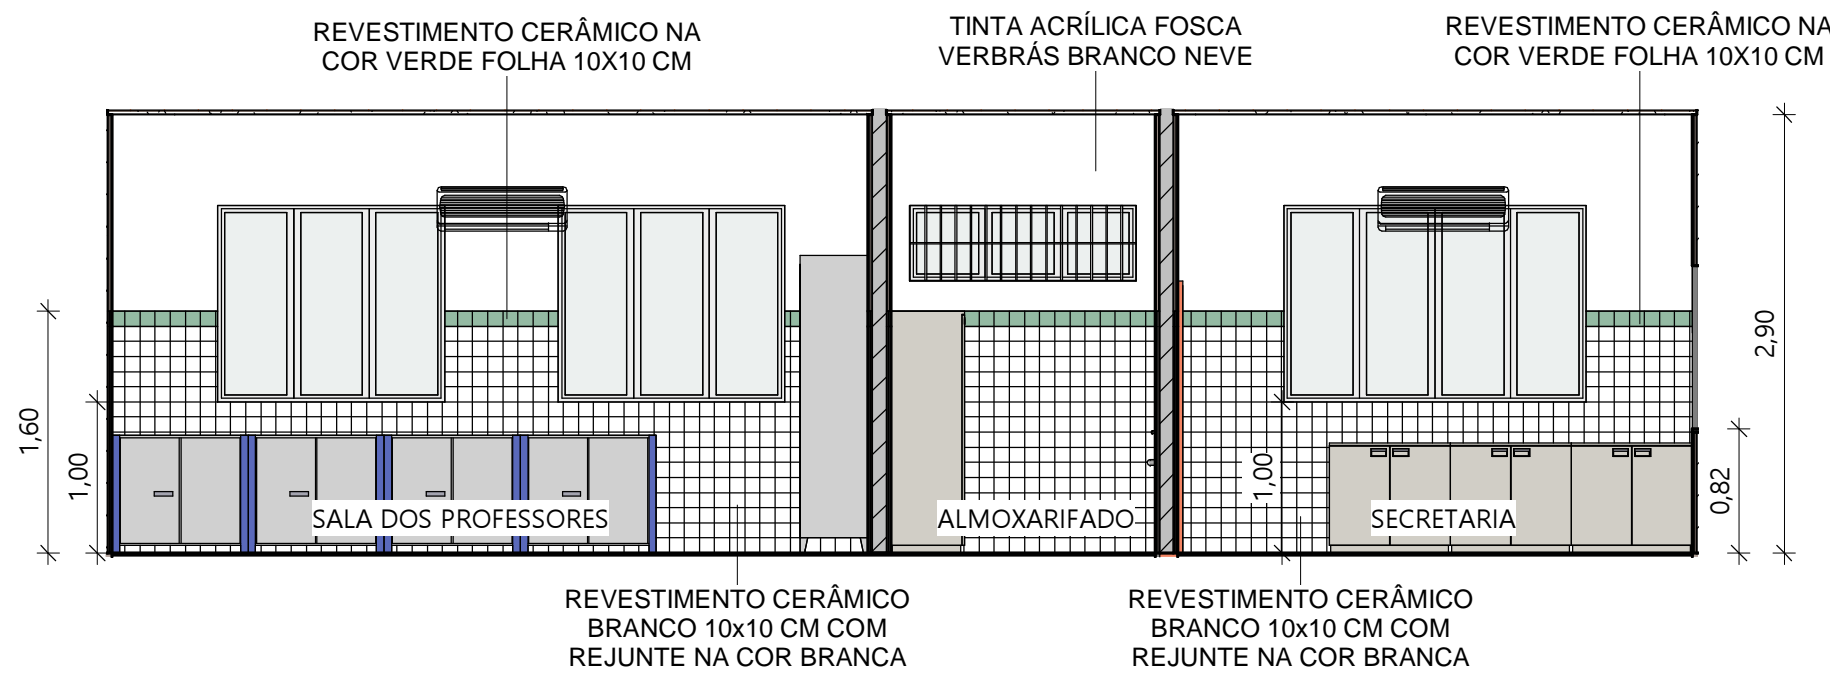 REVESTIMENTO CERÂMICO NA
COR VERDE FOLHA 10X10 CM
TINTA ACRÍLICA FOSCA
VERBRÁS BRANCO NEVE
REVESTIMENTO CERÂMICO NA
COR VERDE FOLHA 10X10 CM
1,60
1,00
SALA DOS PROFESSORES
ALMOXARIFADO
1,00
SECRETARIA
0,82
2,90
REVESTIMENTO CERÂMICO
BRANCO 10x10 CM COM
REJUNTE NA COR BRANCA
REVESTIMENTO CERÂMICO
BRANCO 10x10 CM COM
REJUNTE NA COR BRANCA